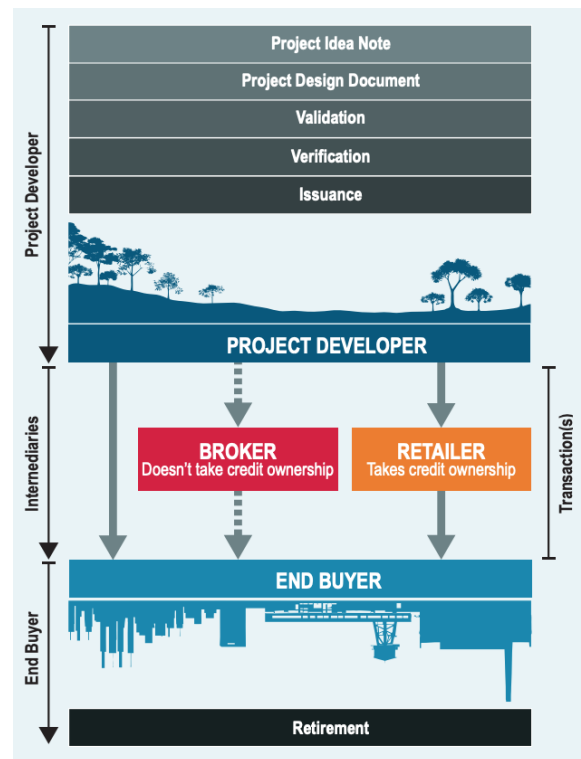 Project Idea Note
Project Design Document
Validation
Verification
Issuance
Project Developer
PROJECT DEVELOPER
Internediaries
BROKER
Doesn't take credit ownership
RETAILER
Takes credit ownership
Transaction(s)
END BUYER
End Buyer
Retirement